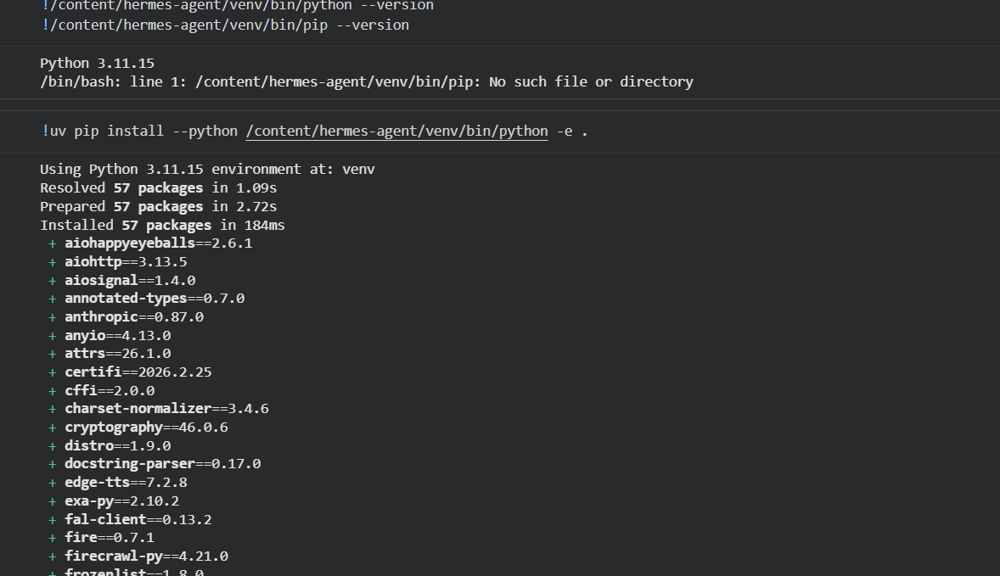 !/content/hermes-agent/venv/bin/python --version
!/content/hermes-agent/venv/bin/pip --version
Python 3.11.15
/bin/bash: line 1: /content/hermes-agent/venv/bin/pip: No such file or directory
!uv pip install --python /content/hermes-agent/venv/bin/python -e .
Using Python 3.11.15 environment at: venv
Resolved 57 packages in 1.09s
Prepared 57 packages in 2.72s
Installed 57 packages in 184ms
+ aiohappyeyeballs==2.6.1
+ aiohttp==3.13.5
+ aiosignal==1.4.0
+ annotated-types==0.7.0
+ anthropic==0.87.0
+ anyio==4.13.0
+ attrs==26.1.0
+ certifi==2026.2.25
+ cffi==2.0.0
+ charset-normalizer==3.4.6
+ cryptography==46.0.6
+ distro==1.9.0
+ docstring-parser==0.17.0
+ edge-tts==7.2.8
+ exa-py==2.10.2
+ fal-client==0.13.2
+ fire==0.7.1
+ firecrawl-py==4.21.0
+ frozenlist==1.8.0